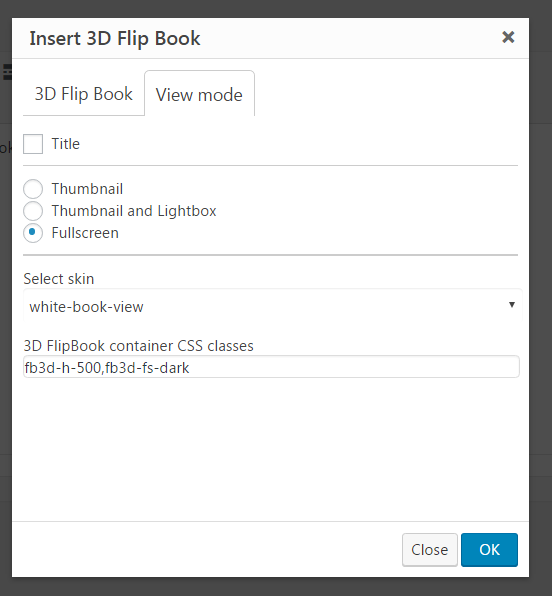 Insert 3D Flip Book
3D Flip Book
View mode
Title
Thumbnail
Thumbnail and Lightbox
Fullscreen
Select skin
white-book-view
3D FlipBook container CSS classes
fb3d-h-500,fb3d-fs-dark
Close
OK